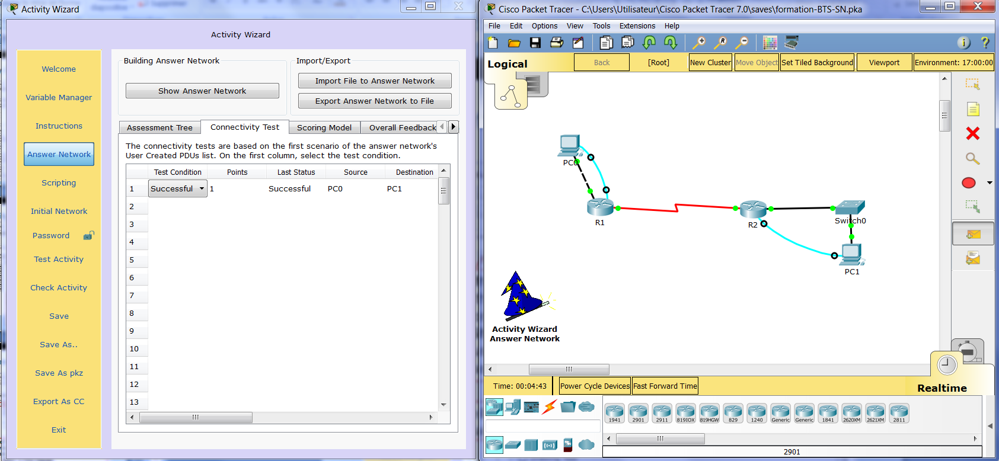 Activity Wizard
Activity Wizard
Welcome
Variable Manager
Instructions
Answer Network
Scripting
Initial Network
Password
Test Activity
Check Activity
Save
Save As..
Save As pkz
Export As CC
Exit
Building Answer Network
Show Answer Network
Import/Export
Import File to Answer Network
Export Answer Network to File
Assessment Tree
Connectivity Test
Scoring Model
Overall Feedback
The connectivity tests are based on the first scenario of the answer network's
User Created PDUs list. On the first column, select the test condition.
Test Condition Points Last Status Source Destination
1 Successful 1 Successful PC0 PC1
2
3
4
5
6
7
8
9
10
11
12
13
Cisco Packet Tracer - C:\Users\Utilisateur\Cisco Packet Tracer 7.0\saves\formation-BTS-SN.pka
File Edit Options View Tools Extensions Help
Logical
Back
[Root]
New Cluster
Move Object
Set Tiled Background
Viewport
Environment: 17:00:00
PC0
R1
R2
Switch0
PC1
Activity Wizard
Answer Network
Time: 00:04:43
Power Cycle Devices
Fast Forward Time
Realtime
1941 2901 2911 819IOX 819HGW 829 1240 Generic Generic 1841 2620XM 2621XM 2811
2901